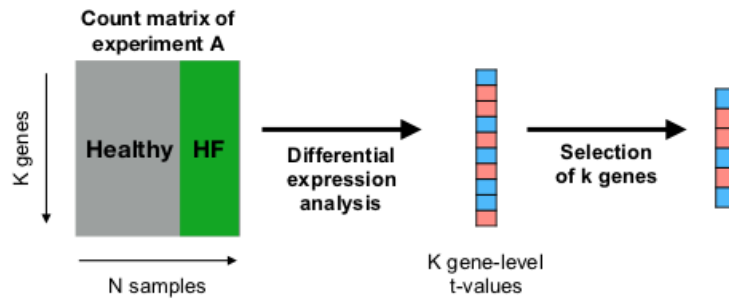 Count matrix of
experiment A
K genes
Healthy
HF
N samples
Differential
expression
analysis
K gene-level
t-values
Selection
of k genes